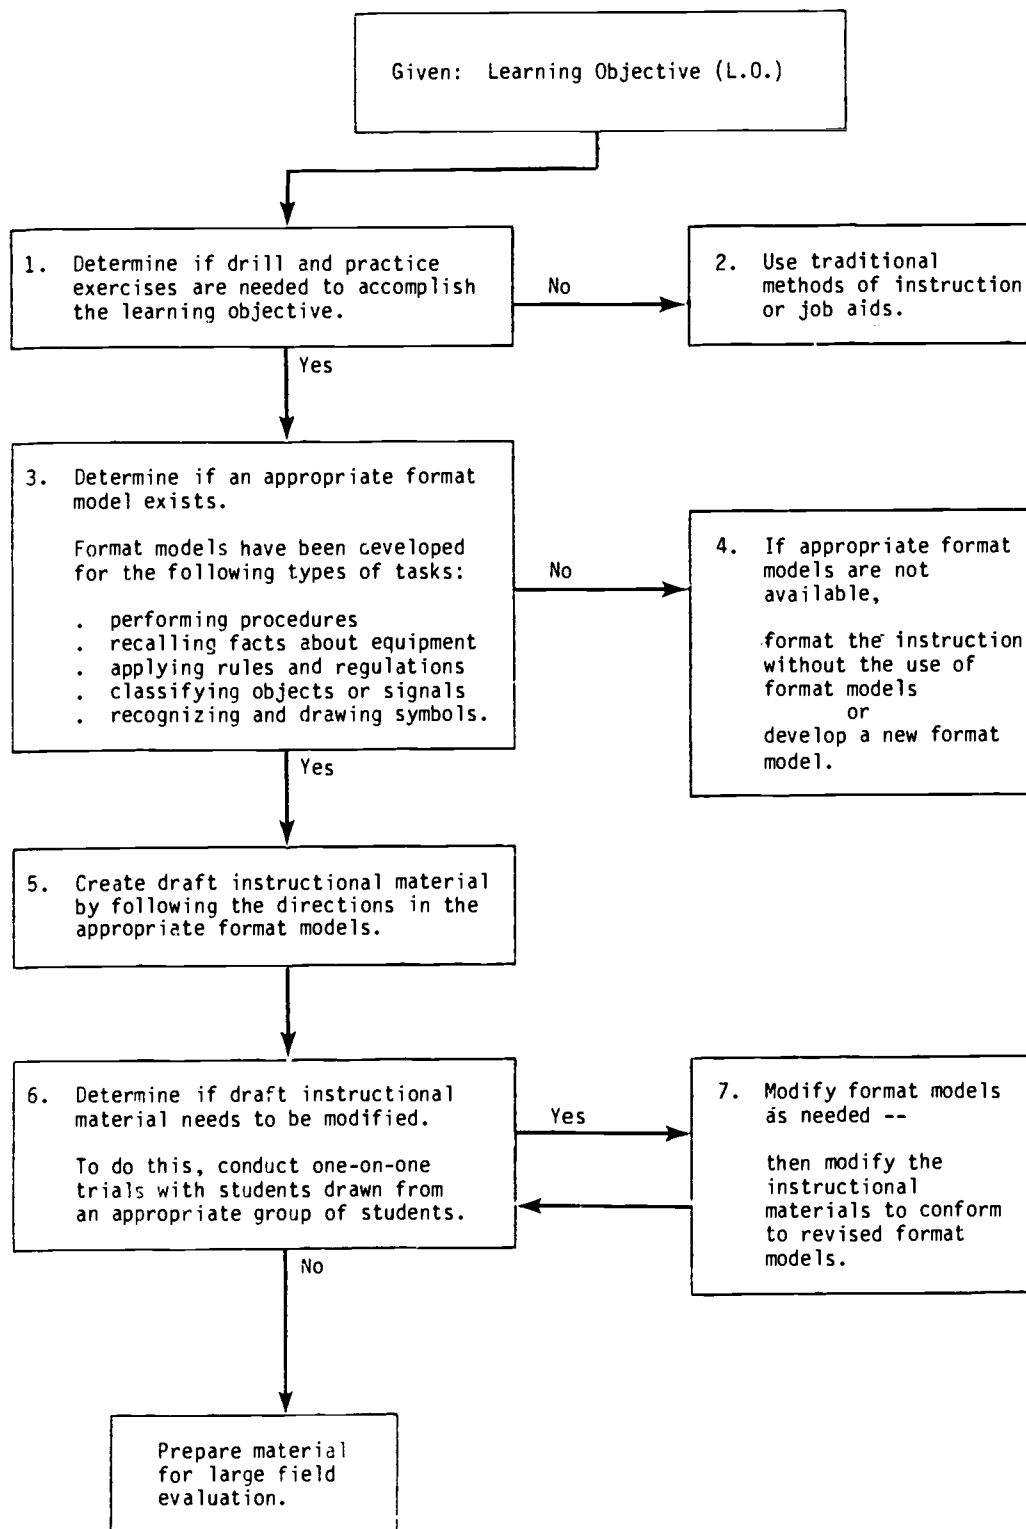 Given: Learning Objective (L.O.)
1. Determine if drill and practice
exercises are needed to accomplish
the learning objective.
No
2. Use traditional
methods of instruction
or job aids.
Yes
3. Determine if an appropriate format
model exists.
Format models have been developed
for the following types of tasks:
. performing procedures
. recalling facts about equipment
. applying rules and regulations
. classifying objects or signals
. recognizing and drawing symbols.
No
4. If appropriate format
models are not
available,
format the instruction
without the use of
format models
or
develop a new format
model.
Yes
5. Create draft instructional material
by following the directions in the
appropriate format models.
6. Determine if draft instructional
material needs to be modified.
To do this, conduct one-on-one
trials with students drawn from
an appropriate group of students.
Yes
7. Modify format models
as needed --
then modify the
instructional
materials to conform
to revised format
models.
No
Prepare material
for large field
evaluation.